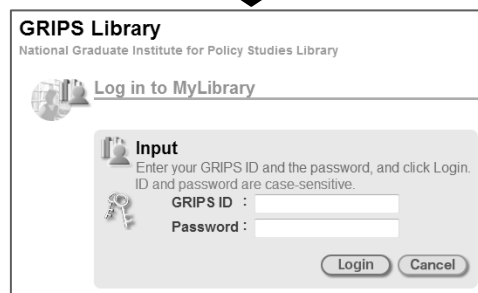 GRIPS Library
National Graduate Institute for Policy Studies Library
Log in to MyLibrary
Input
Enter your GRIPS ID and the password, and click Login.
ID and password are case-sensitive.
GRIPS ID :
Password :
Login Cancel